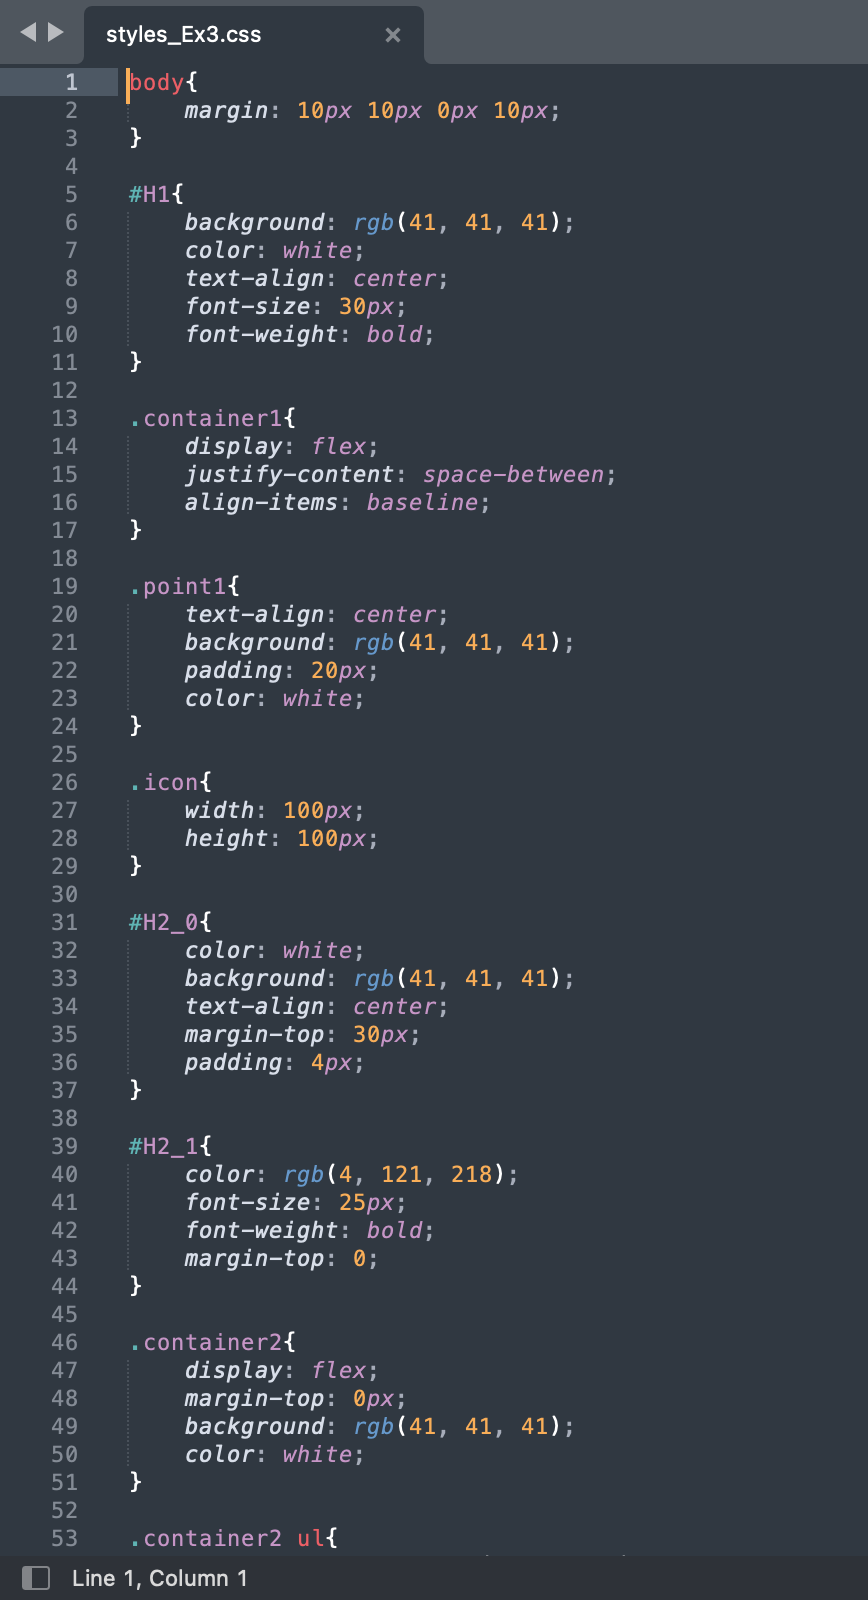 styles_Ex3.css
1 body{
2 margin: 10px 10px 0px 10px;
3 }
4
5 #H1{
6 background: rgb(41, 41, 41);
7 color: white;
8 text-align: center;
9 font-size: 30px;
10 font-weight: bold;
11 }
12
13 .container1{
14 display: flex;
15 justify-content: space-between;
16 align-items: baseline;
17 }
18
19 .point1{
20 text-align: center;
21 background: rgb(41, 41, 41);
22 padding: 20px;
23 color: white;
24 }
25
26 .icon{
27 width: 100px;
28 height: 100px;
29 }
30
31 #H2_0{
32 color: white;
33 background: rgb(41, 41, 41);
34 text-align: center;
35 margin-top: 30px;
36 padding: 4px;
37 }
38
39 #H2_1{
40 color: rgb(4, 121, 218);
41 font-size: 25px;
42 font-weight: bold;
43 margin-top: 0;
44 }
45
46 .container2{
47 display: flex;
48 margin-top: 0px;
49 background: rgb(41, 41, 41);
50 color: white;
51 }
52
53 .container2 ul{
Line 1, Column 1